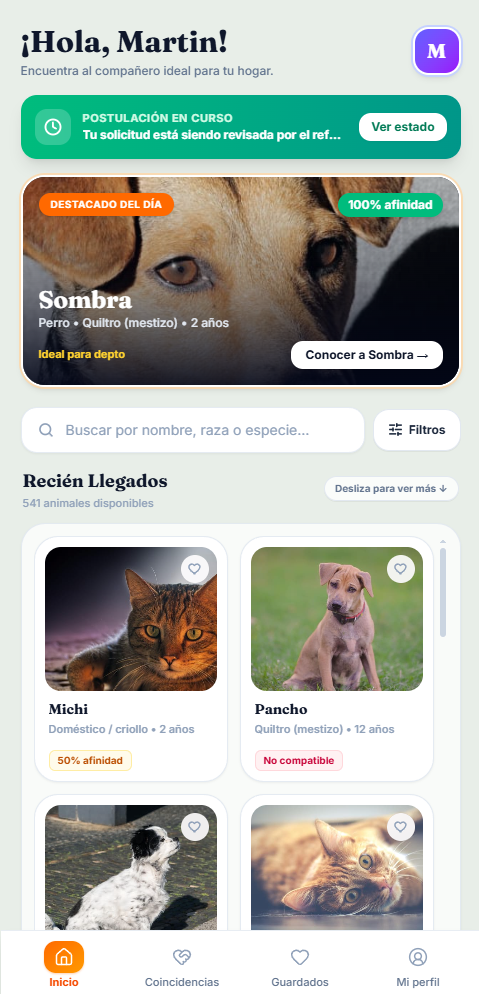 ¡Hola, Martin!
M
Encuentra al compañero ideal para tu hogar.
POSTULACIÓN EN CURSO
Tu solicitud está siendo revisada por el ref...
Ver estado
DESTACADO DEL DÍA
100% afinidad
Sombra
Perro • Quiltro (mestizo) • 2 años
Ideal para depto
Conocer a Sombra →
Buscar por nombre, raza o especie...
Filtros
Recién Llegados
541 animales disponibles
Desliza para ver más ↓
Michi
Doméstico / criollo • 2 años
50% afinidad
Pancho
Quiltro (mestizo) • 12 años
No compatible
Inicio
Coincidencias
Guardados
Mi perfil